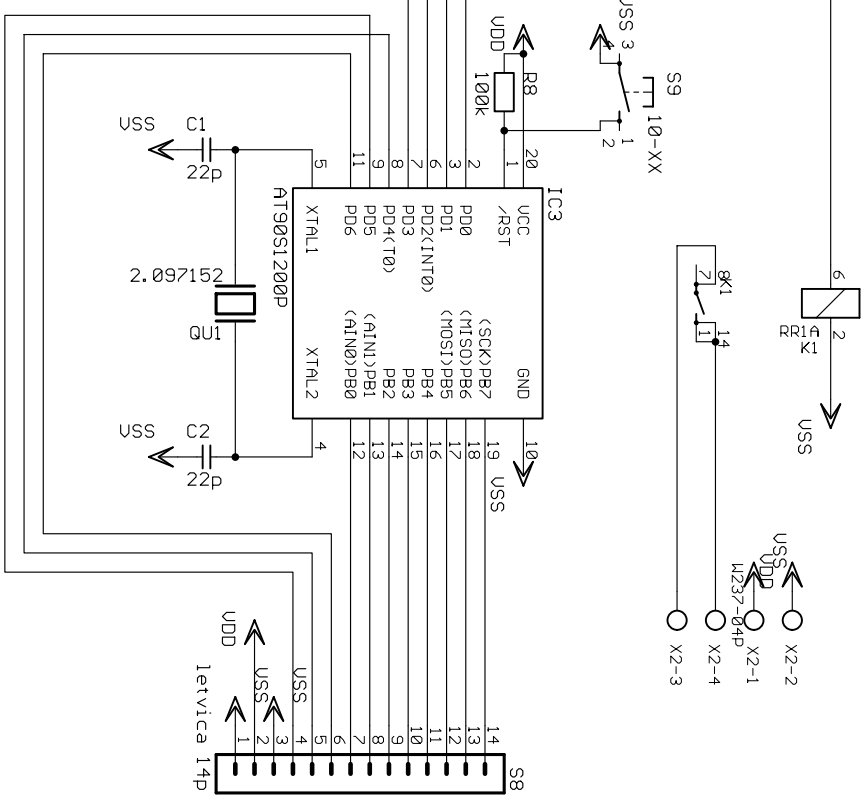 VSS 3
4
VDD
R8
100k
S9
10-XX
2 1
VSS
C1
22p
5
11
9
8
7
6
3
2
1
20
IC3
AT90S1200P
XTAL1
PD6
PD5
PD4(T0)
PD3
PD2(INT0)
PD1
PD0
/RST
VCC
2.097152
QU1
XTAL2
(AIN0)PB0
(AIN1)PB1
PB2
PB3
PB4
(MOSI)PB5
(MISO)PB6
(SCK)PB7
GND
VSS
C2
22p
4
12
13
14
15
16
17
18
19
10
VSS
7
8
K1
1
14
6
RR1A
K1
2
VSS
VSS
VDD
W237-04P
X2-3
X2-4
X2-1
X2-2
VDD
VSS
VSS
letvica 14p
1
2
3
4
5
6
7
8
9
10
11
12
13
14
S8